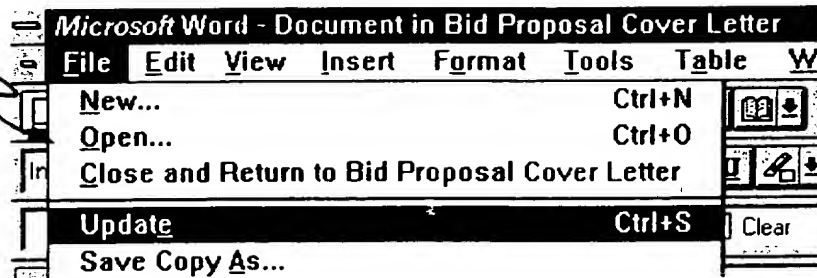 Microsoft Word - Document in Bid Proposal Cover Letter
File Edit View Insert Format Tools Table W
New... Ctrl+N
Open... Ctrl+O
Close and Return to Bid Proposal Cover Letter
In U
Update Ctrl+S Clear
Save Copy As...